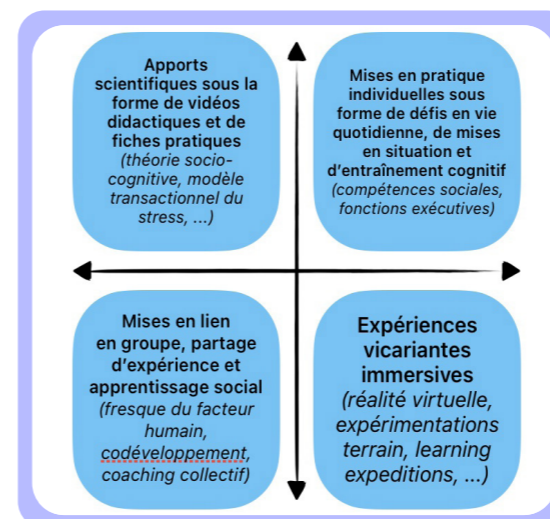 Apports
scientifiques sous la
forme de vidéos
didactiques et de
fiches pratiques
(théorie socio-
cognitive, modèle
transactionnel du
stress, ...)
Mises en pratique
individuelles sous
forme de défis en vie
quotidienne, de mises
en situation et
d'entraînement cognitif
(compétences sociales,
fonctions exécutives)
Mises en lien
en groupe, partage
d'expérience et
apprentissage social
(fresque du facteur
humain,
codéveloppement,
coaching collectif)
Expériences
vicariantes
immersives
(réalité virtuelle,
expérimentations
terrain, learning
expeditions, ...)